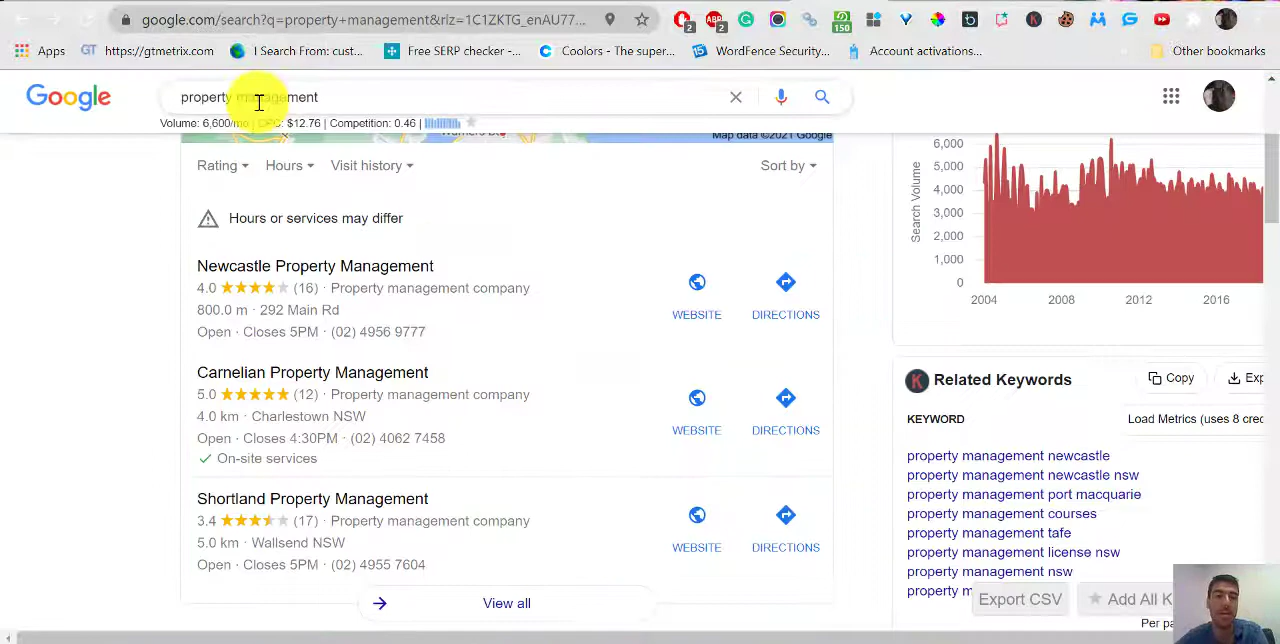 google.com/search?q=property+management&rlz=1C1ZKTG_enAU77...
2
ABP
2
150
Apps
GT https://gtmetrix.com
I Search From: cust...
Free SERP checker -...
Coolors - The super...
WordFence Security...
Account activations...
Other bookmarks
Google
property management
Volume: 6,600/mo | CPC: $12.76 | Competition: 0.46 |
Map data ©2021 Google
Rating
Hours
Visit history
Sort by
Hours or services may differ
Newcastle Property Management
4.0 (16) · Property management company
800.0 m · 292 Main Rd
Open · Closes 5PM · (02) 4956 9777
WEBSITE
DIRECTIONS
Carnelian Property Management
5.0 (12) · Property management company
4.0 km · Charlestown NSW
Open · Closes 4:30PM · (02) 4062 7458
On-site services
WEBSITE
DIRECTIONS
Shortland Property Management
3.4 (17) · Property management company
5.0 km · Wallsend NSW
Open · Closes 5PM · (02) 4955 7604
WEBSITE
DIRECTIONS
View all
Search Volume
6,000
5,000
4,000
3,000
2,000
1,000
0
2004 2008 2012 2016
K Related Keywords
Copy
Exp
KEYWORD
Load Metrics (uses 8 cred
property management newcastle
property management newcastle nsw
property management port macquarie
property management courses
property management tafe
property management license nsw
property management nsw
property m
Export CSV
Add All K
Per pa